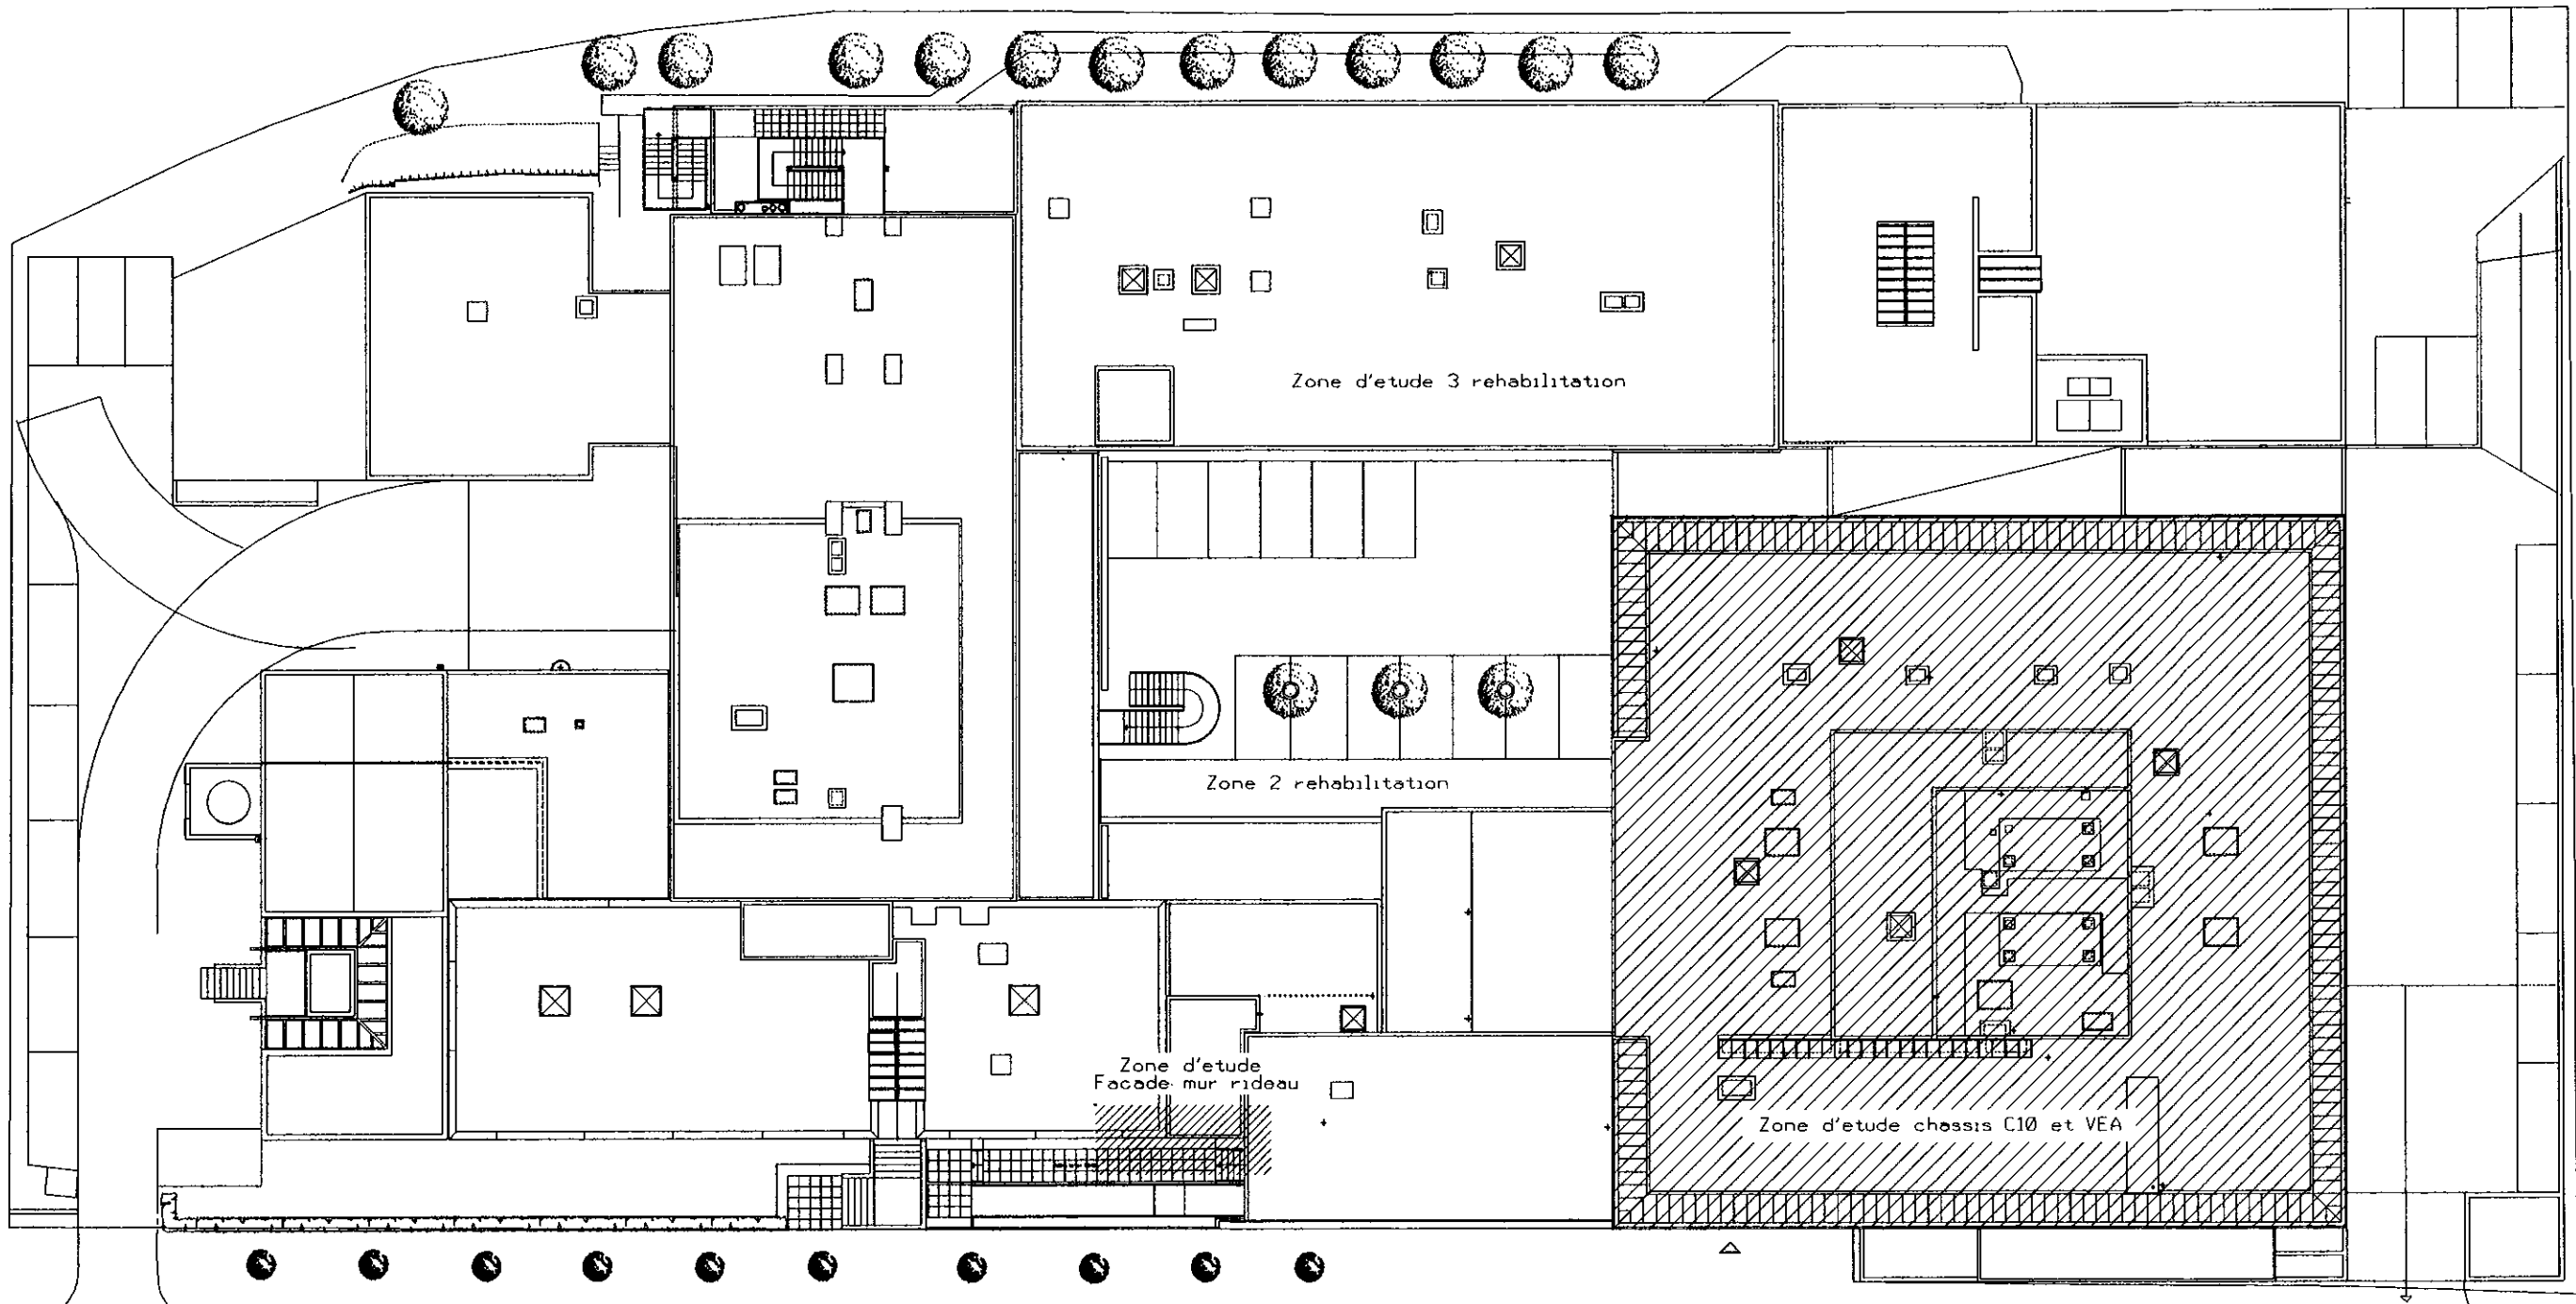 Zone d'etude 3 rehabilitation
Zone 2 rehabilitation
Zone d'etude
Facade mur rideau
Zone d'etude chassis C10 et VEA